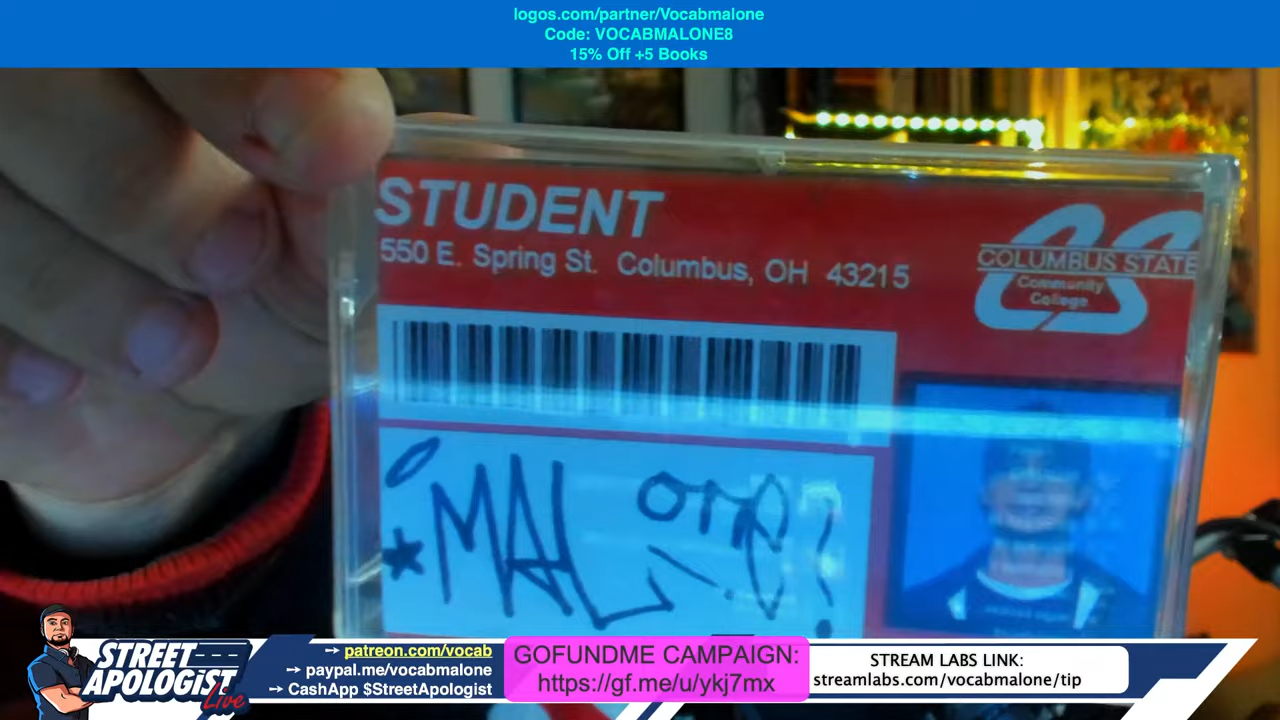 logos.com/partner/Vocabmalone
Code: VOCABMALONE8
15% Off +5 Books
STUDENT
550 E. Spring St. Columbus, OH 43215
COLUMBUS STATE
Community
College
MALone?
STREET
APOLOGIST
Live
→ patreon.com/vocab
→ paypal.me/vocabmalone
→ CashApp $StreetApologist
GOFUNDME CAMPAIGN:
https://gf.me/u/ykj7mx
STREAM LABS LINK:
streamlabs.com/vocabmalone/tip